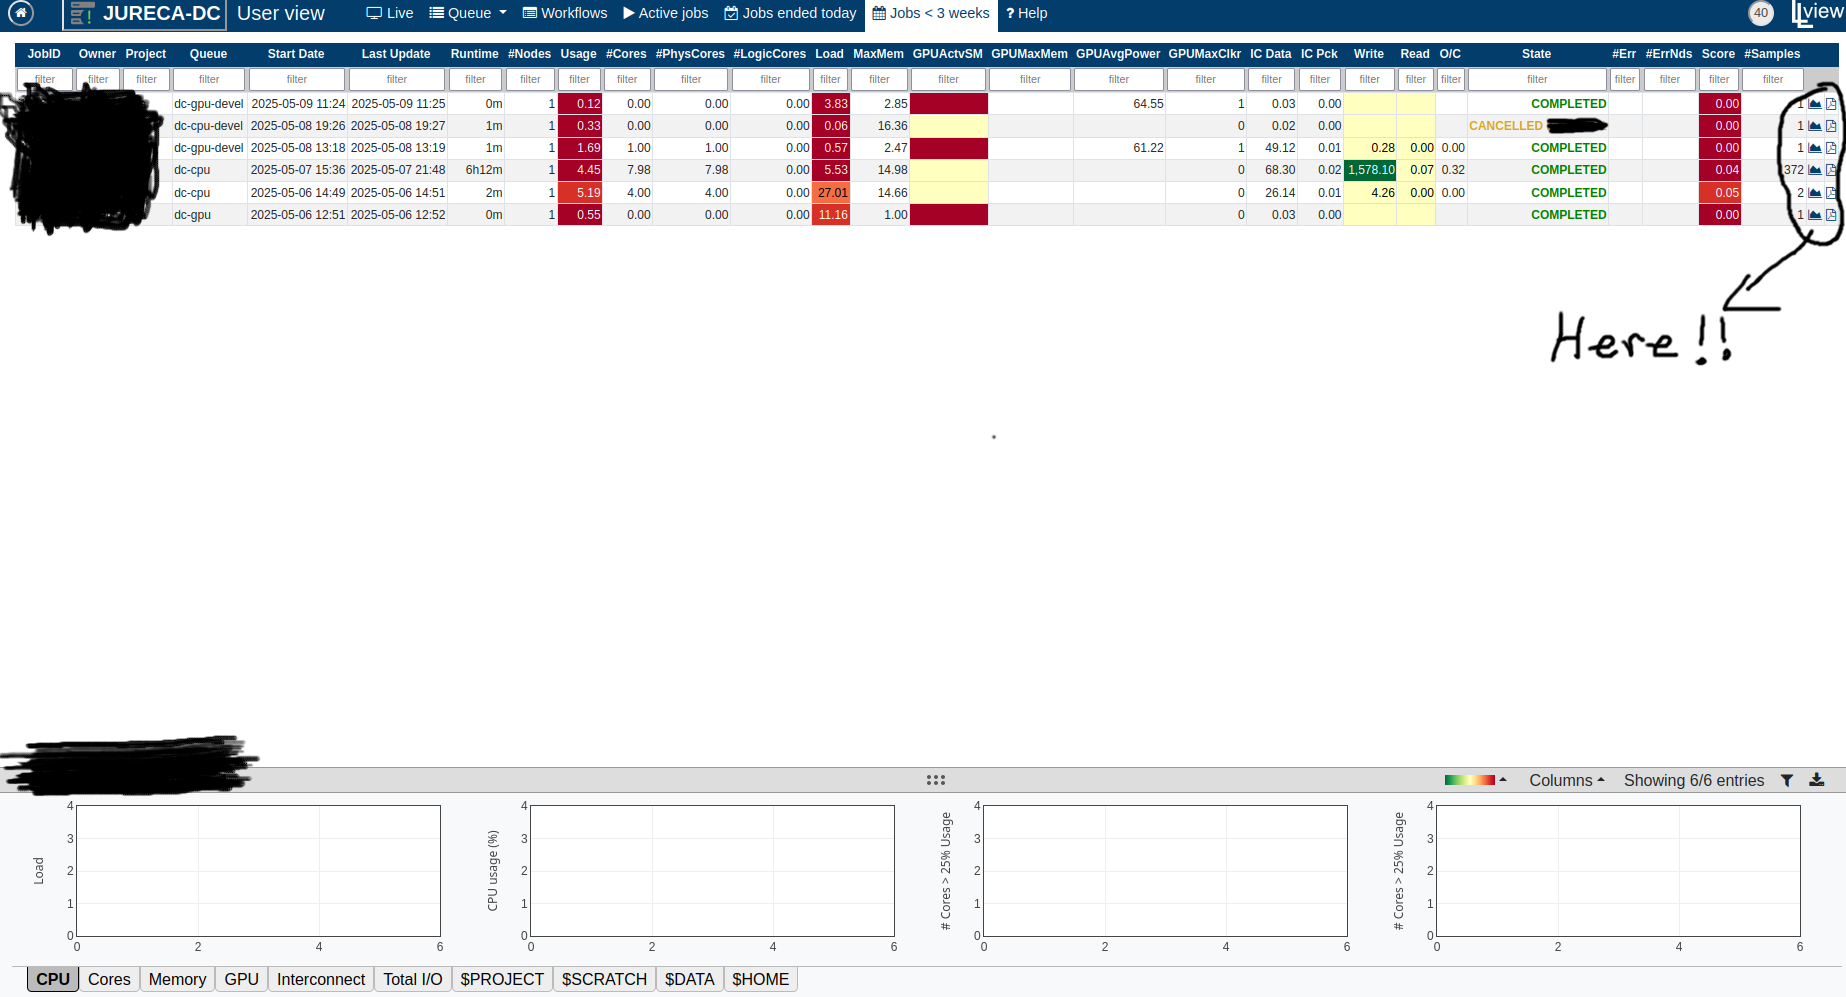 JURECA-DC User view Live Queue Workflows Active jobs Jobs ended today Jobs < 3 weeks ? Help 40 LLview
JobID Owner Project Queue Start Date Last Update Runtime #Nodes Usage #Cores #PhysCores #LogicCores Load MaxMem GPUActvSM GPUMaxMem GPUAvgPower GPUMaxClkr IC Data IC Pck Write Read O/C State #Err #ErrNds Score #Samples
filter filter filter filter filter filter filter filter filter filter filter filter filter filter filter filter filter filter filter filter filter filter filter filter filter filter filter filter
dc-gpu-devel 2025-05-09 11:24 2025-05-09 11:25 0m 1 0.12 0.00 0.00 0.00 3.83 2.85 64.55 1 0.03 0.00 COMPLETED 0.00 1
dc-cpu-devel 2025-05-08 19:26 2025-05-08 19:27 1m 1 0.33 0.00 0.00 0.00 0.06 16.36 0 0.02 0.00 CANCELLED 0.00 1
dc-gpu-devel 2025-05-08 13:18 2025-05-08 13:19 1m 1 1.69 1.00 1.00 0.00 0.57 2.47 61.22 1 49.12 0.01 0.28 0.00 0.00 COMPLETED 0.00 1
dc-cpu 2025-05-07 15:36 2025-05-07 21:48 6h12m 1 4.45 7.98 7.98 0.00 5.53 14.98 0 68.30 0.02 1,578.10 0.07 0.32 COMPLETED 0.04 372
dc-cpu 2025-05-06 14:49 2025-05-06 14:51 2m 1 5.19 4.00 4.00 0.00 27.01 14.66 0 26.14 0.01 4.26 0.00 0.00 COMPLETED 0.05 2
dc-gpu 2025-05-06 12:51 2025-05-06 12:52 0m 1 0.55 0.00 0.00 0.00 11.16 1.00 0 0.03 0.00 COMPLETED 0.00 1
Here!!
Columns Showing 6/6 entries
Load
4
3
2
1
0
0 2 4 6
CPU usage (%)
4
3
2
1
0
0 2 4 6
# Cores > 25% Usage
4
3
2
1
0
0 2 4 6
# Cores > 25% Usage
4
3
2
1
0
0 2 4 6
CPU Cores Memory GPU Interconnect Total I/O $PROJECT $SCRATCH $DATA $HOME